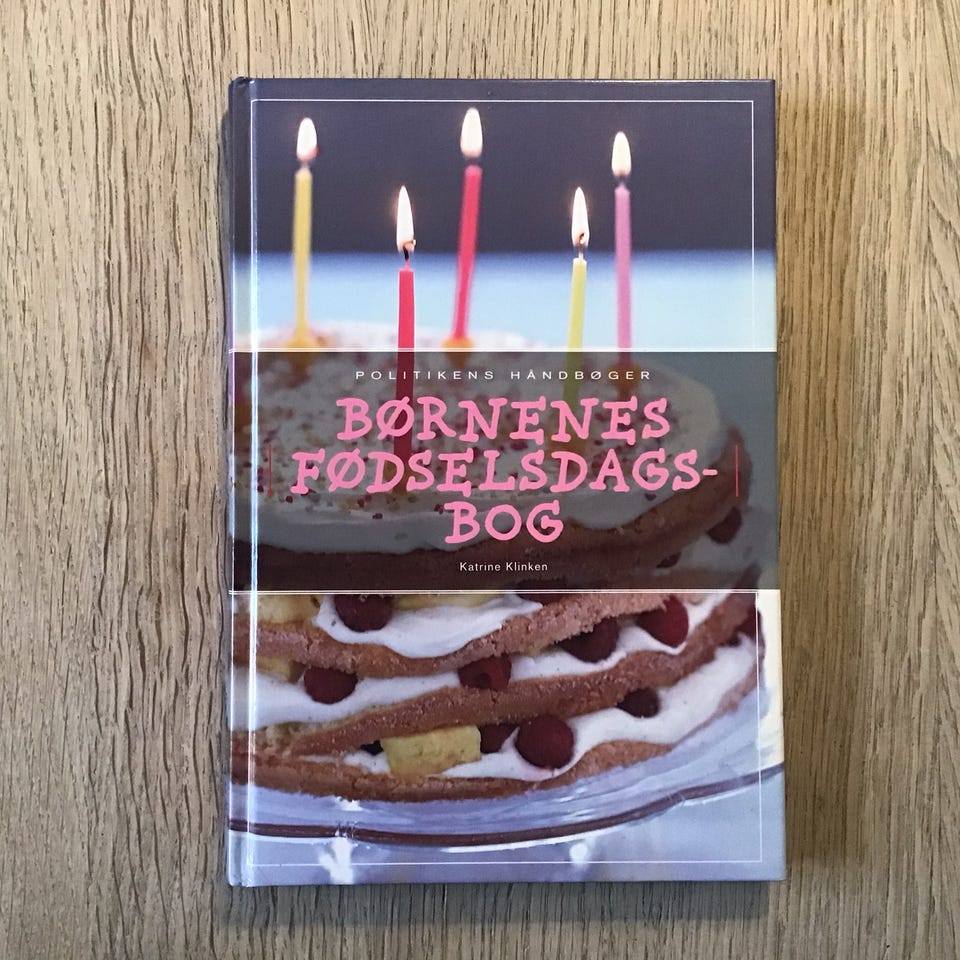 POLITIKENS HÅNDBØGER
BØRNENES
FØDSELSDAGS-
BOG
Katrine Klinken